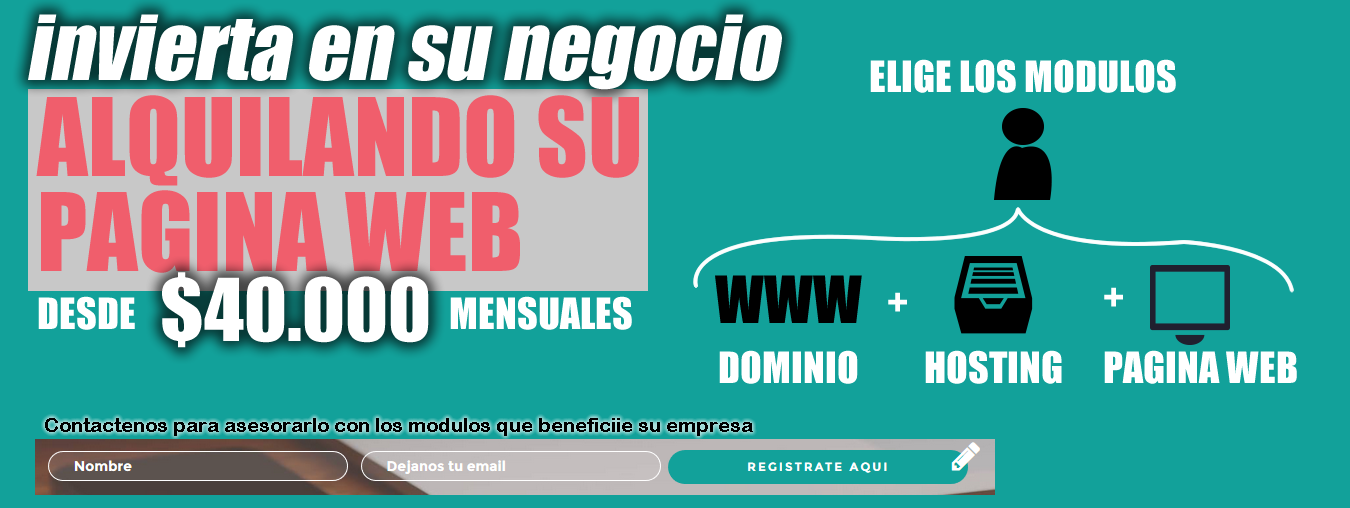 invierta en su negocio
ALQUILANDO SU
PAGINA WEB
DESDE $40.000 MENSUALES
ELIGE LOS MODULOS
WWW + +
DOMINIO HOSTING PAGINA WEB
Contactenos para asesorarlo con los modulos que beneficiie su empresa
Nombre Dejanos tu email REGISTRATE AQUI